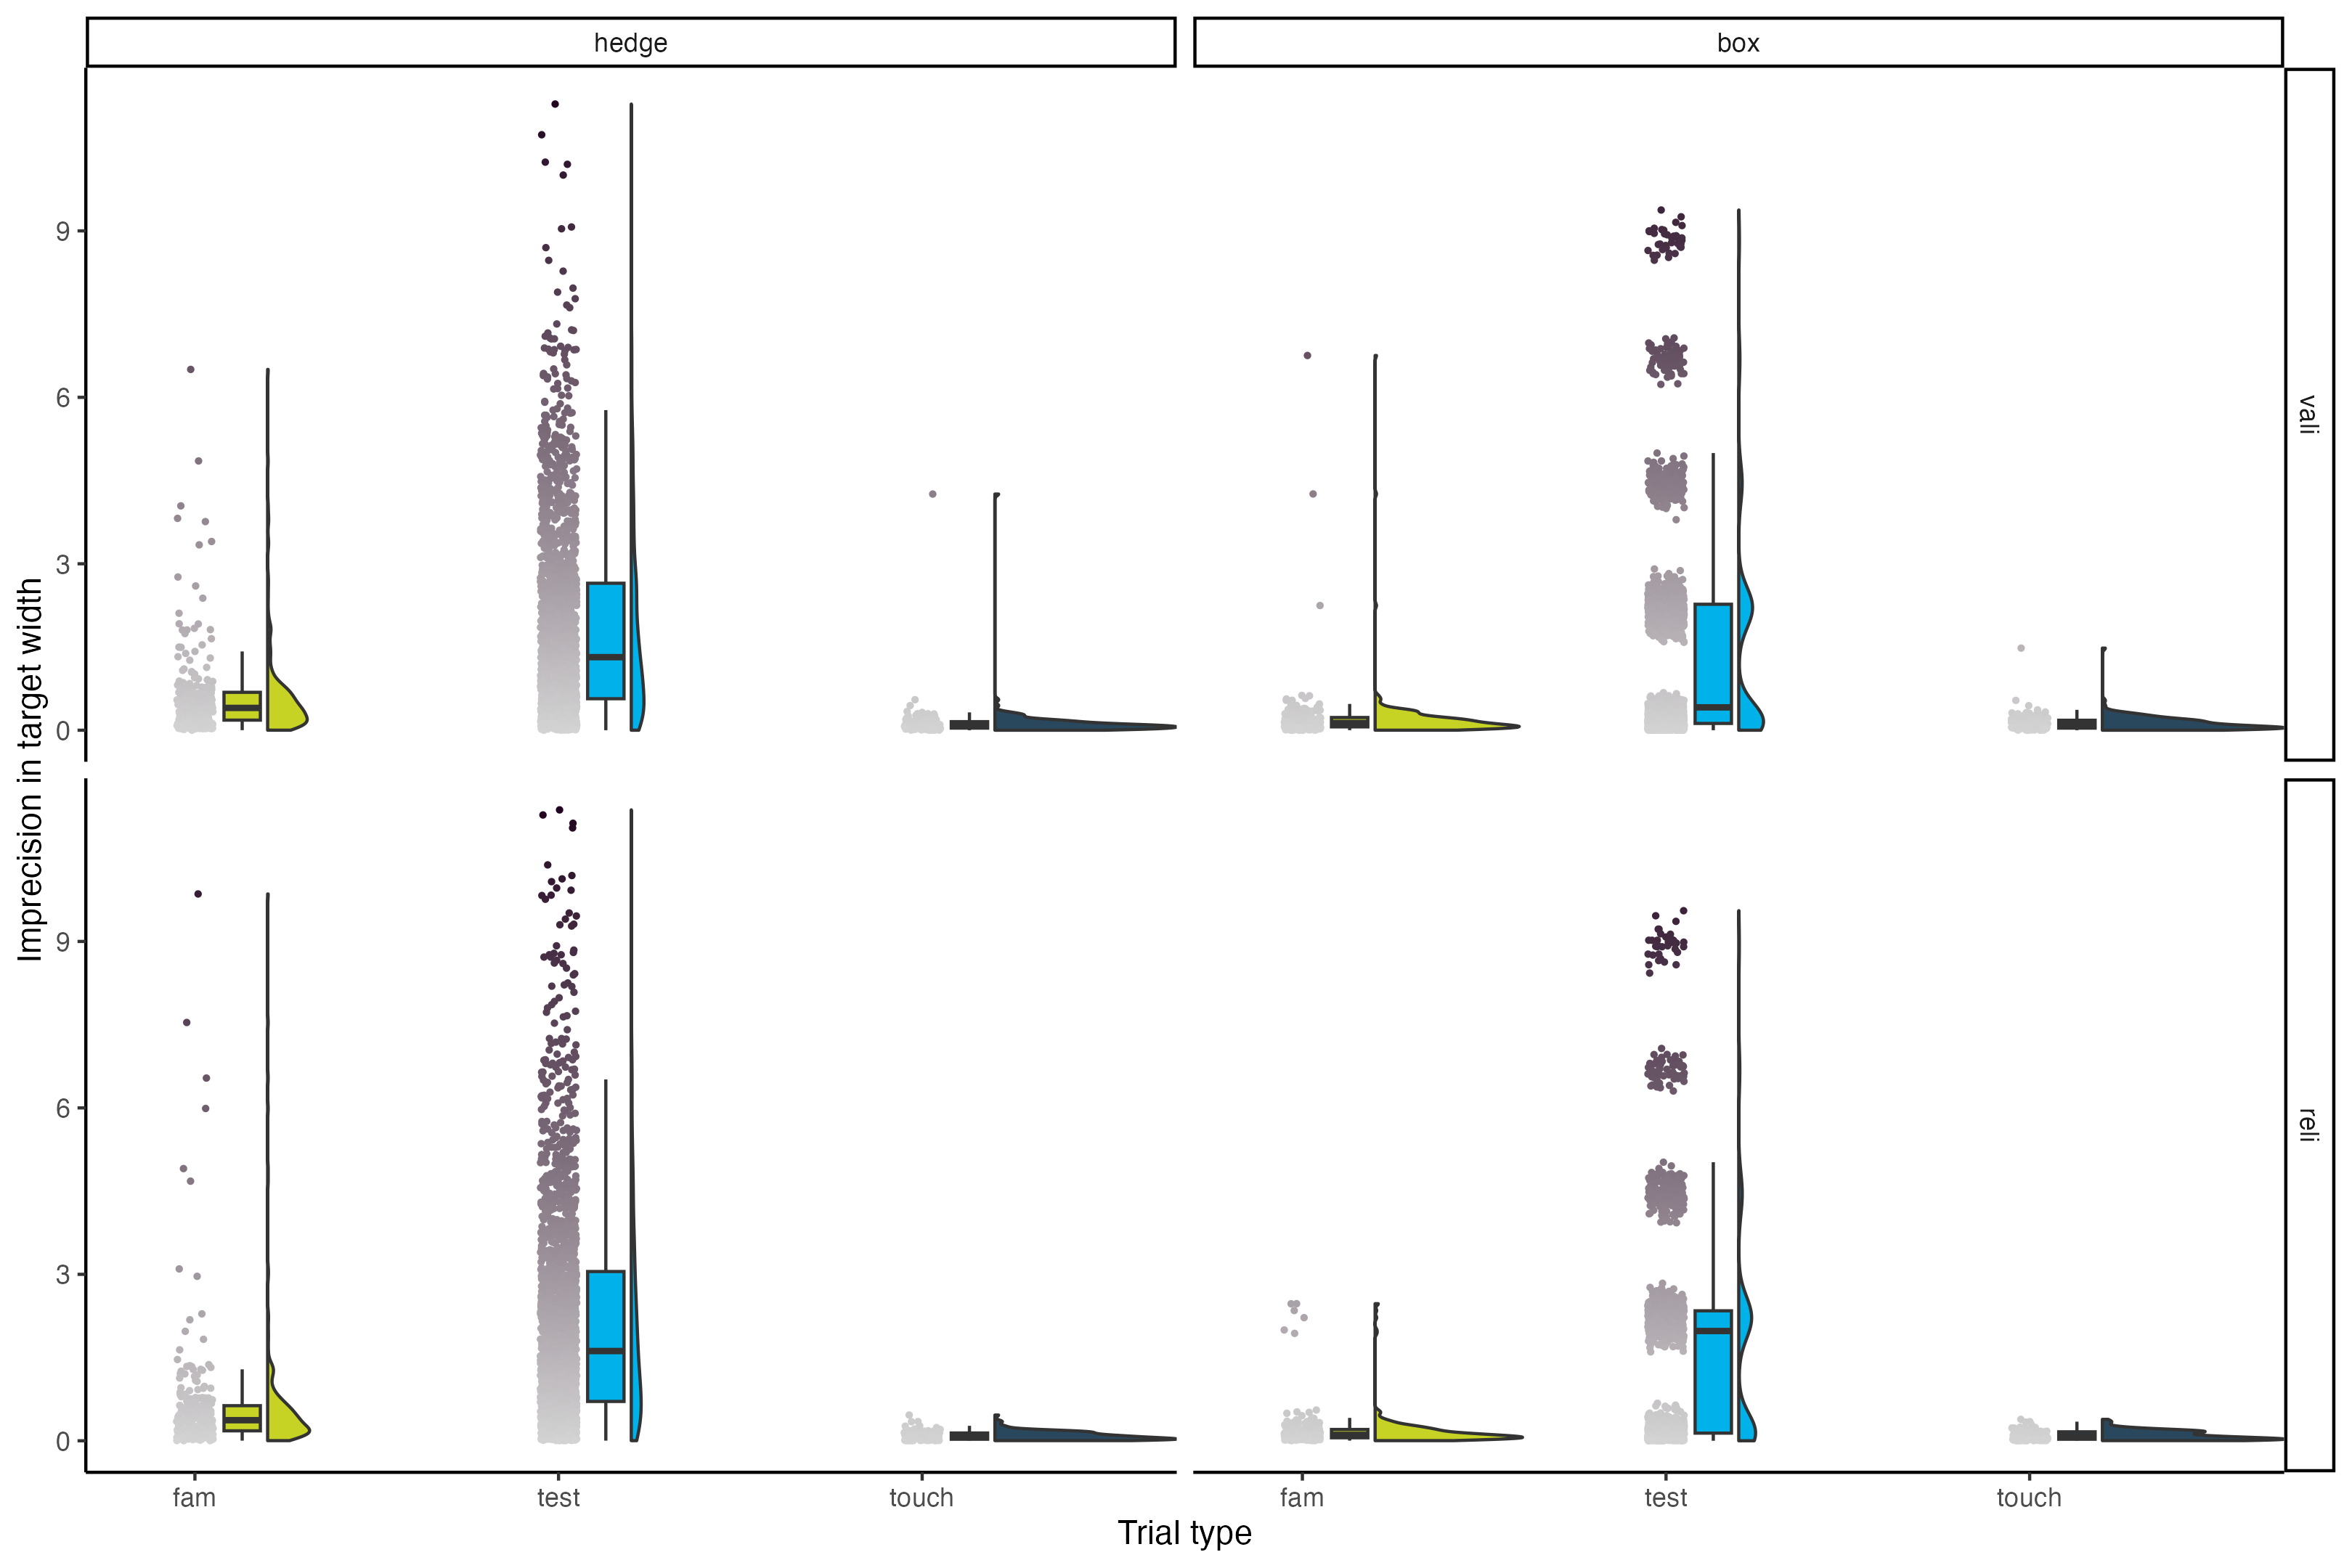 hedge
box
vali
reli
Imprecision in target width
9
6
3
0
9
6
3
0
fam
test
touch
fam
test
touch
Trial type